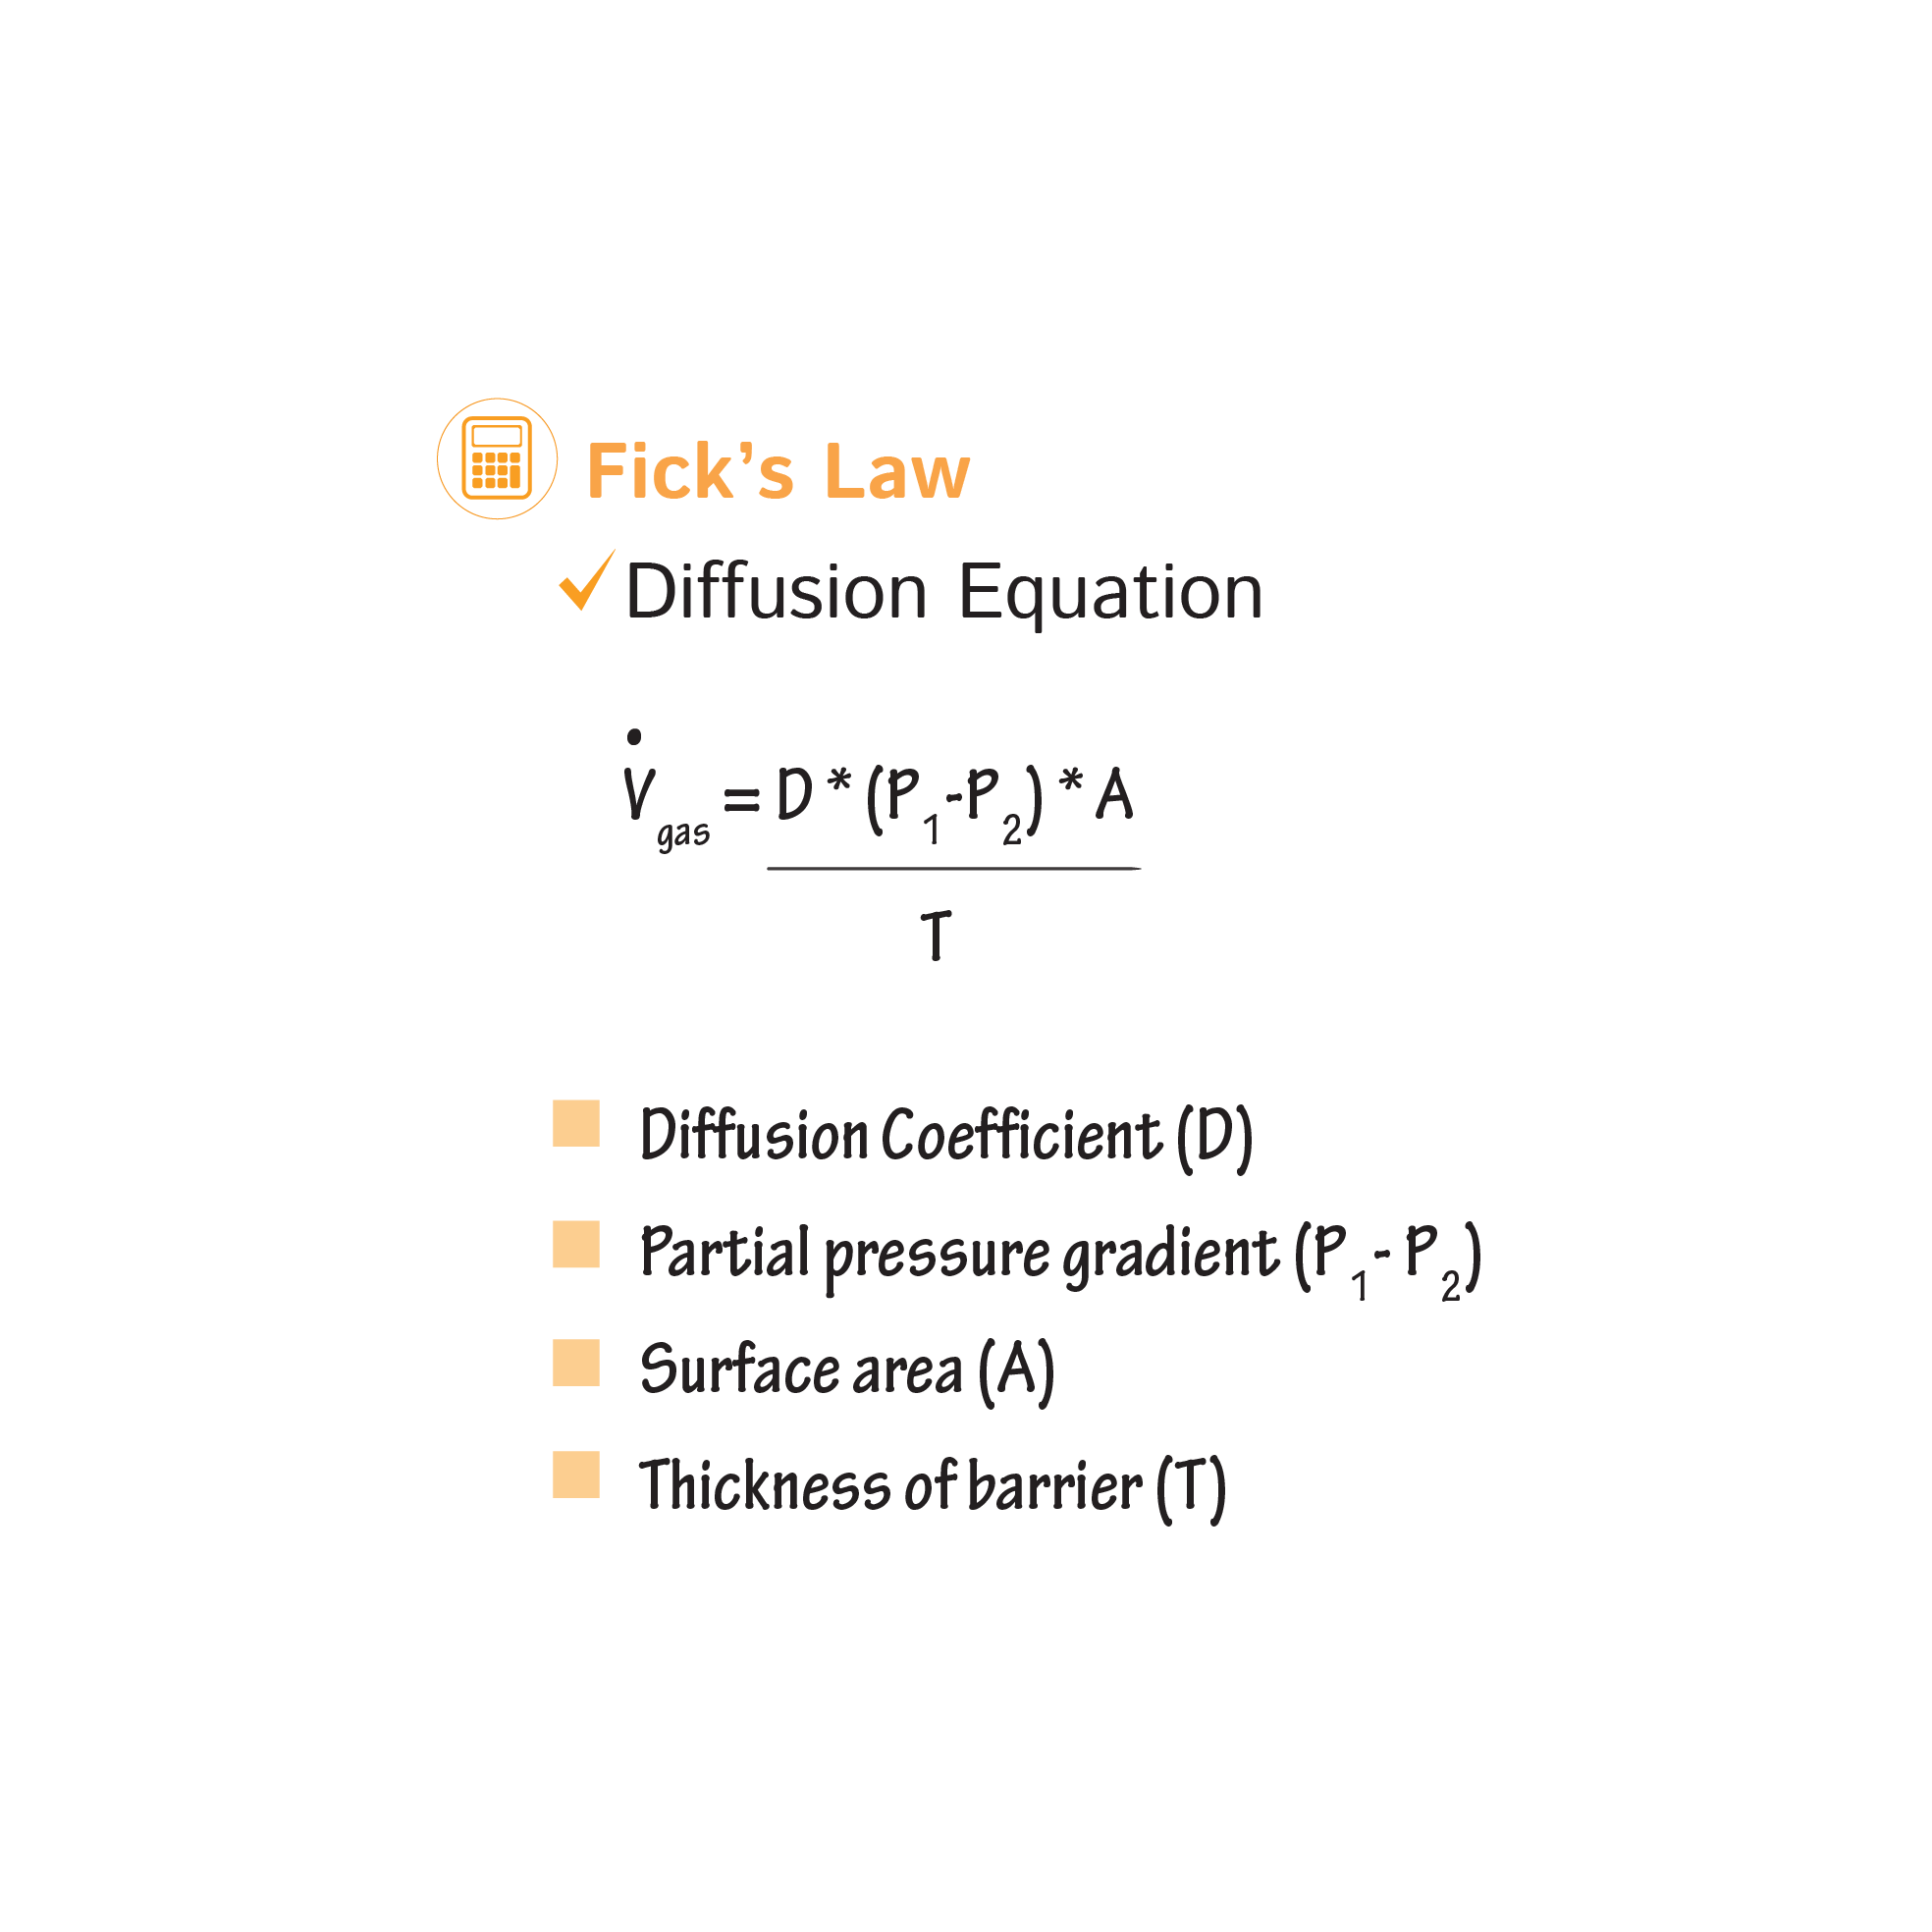 Fick’s Law
Diffusion Equation
V̇gas = D * (P1-P2) * A
T
Diffusion Coefficient (D)
Partial pressure gradient (P1- P2)
Surface area (A)
Thickness of barrier (T)